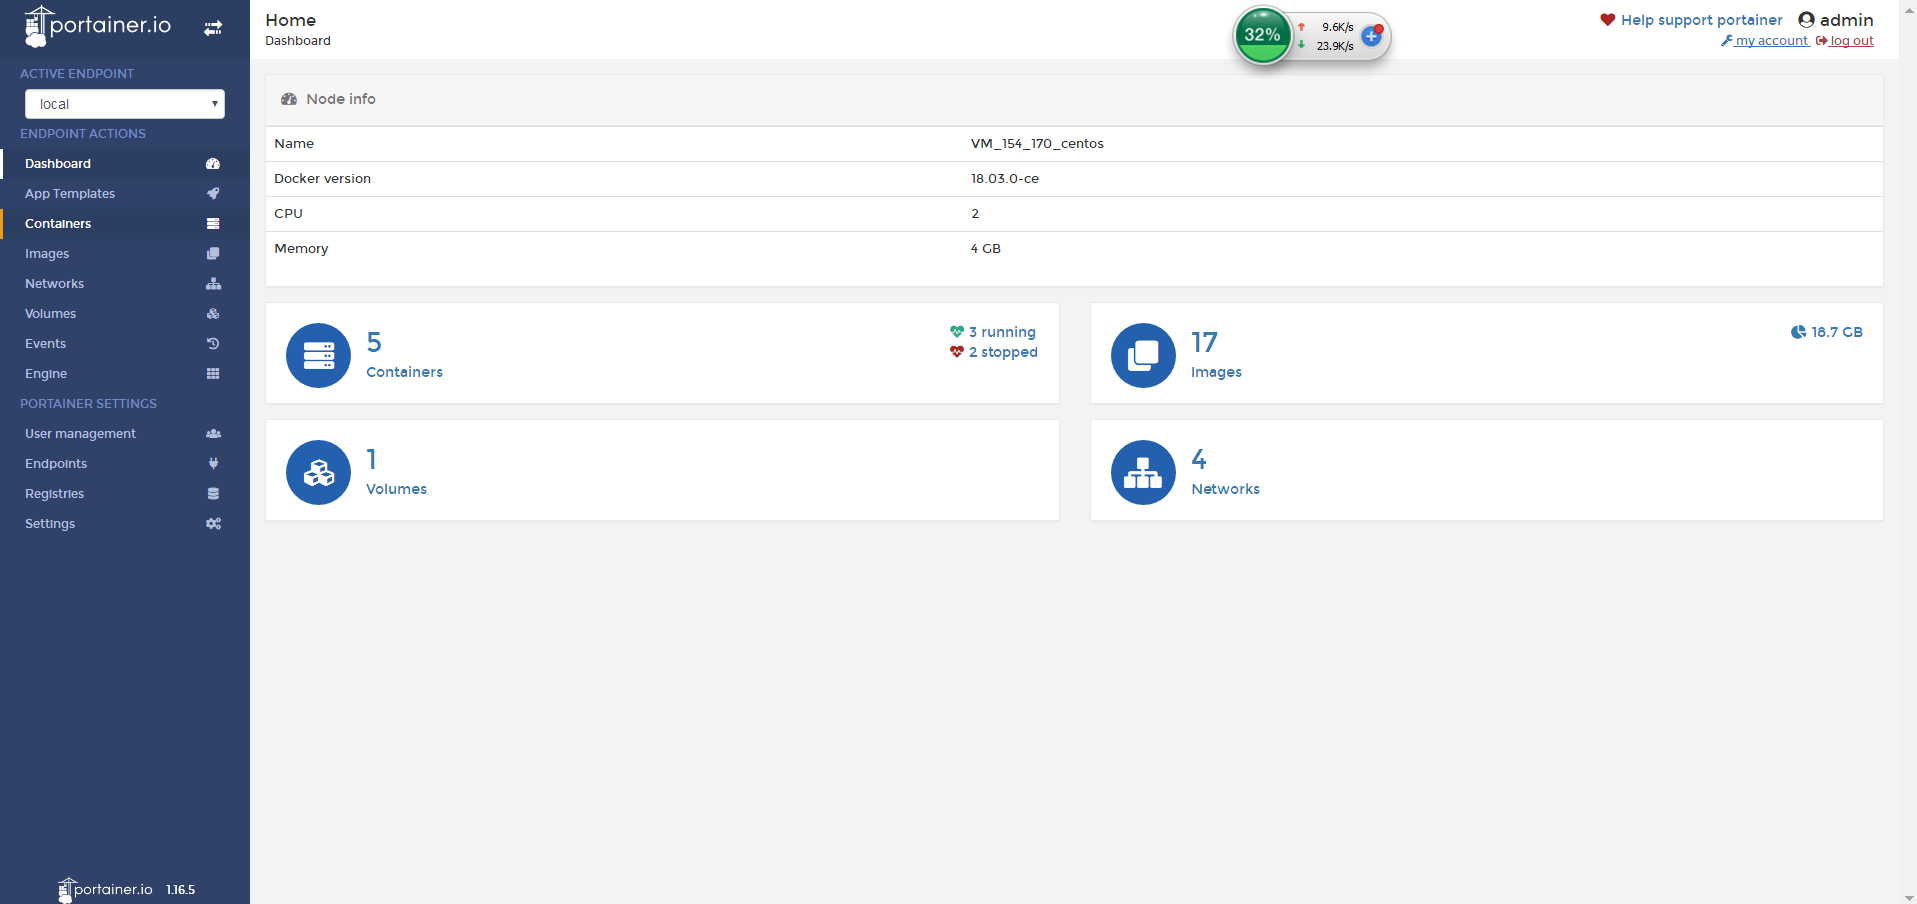 portainer.io
Home
Dashboard
32%
9.6K/s
23.9K/s
Help support portainer
admin
my account
log out
ACTIVE ENDPOINT
local
ENDPOINT ACTIONS
Dashboard
App Templates
Containers
Images
Networks
Volumes
Events
Engine
PORTAINER SETTINGS
User management
Endpoints
Registries
Settings
portainer.io 1.16.5
Node info
Name VM_154_170_centos
Docker version 18.03.0-ce
CPU 2
Memory 4 GB
5
Containers
3 running
2 stopped
17
Images
18.7 GB
1
Volumes
4
Networks